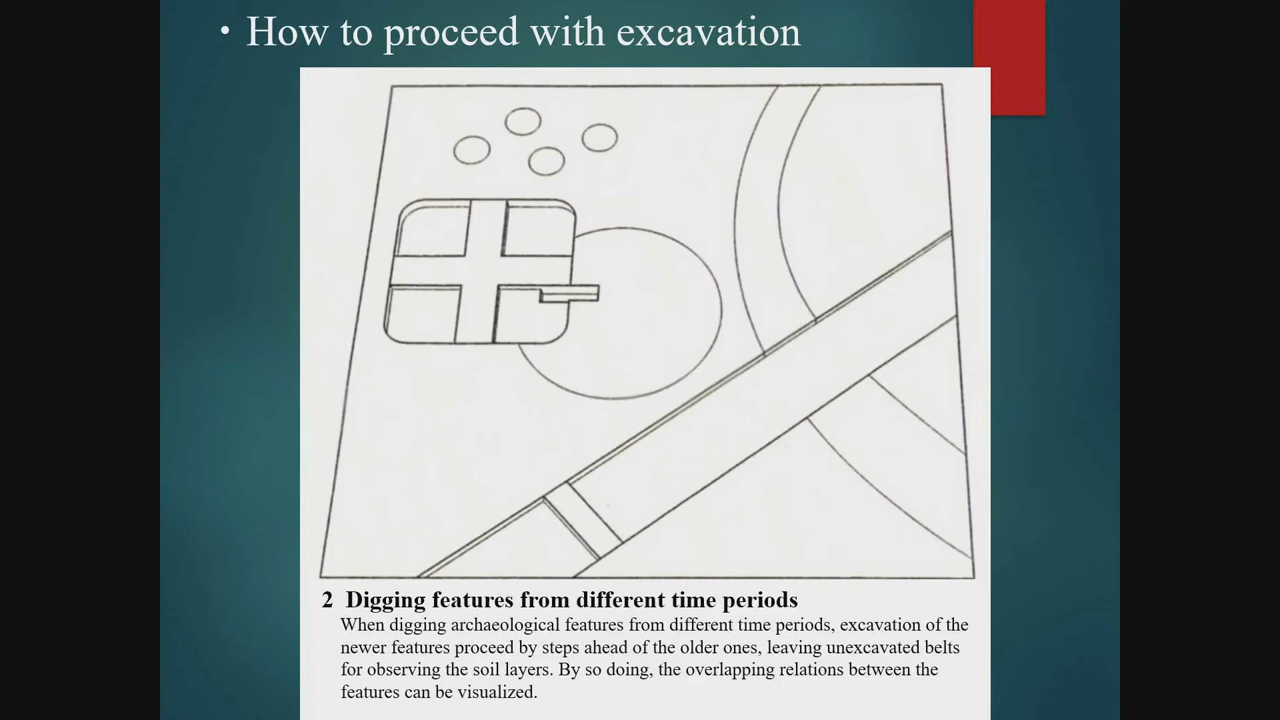 • How to proceed with excavation
2 Digging features from different time periods
When digging archaeological features from different time periods, excavation of the
newer features proceed by steps ahead of the older ones, leaving unexcavated belts
for observing the soil layers. By so doing, the overlapping relations between the
features can be visualized.